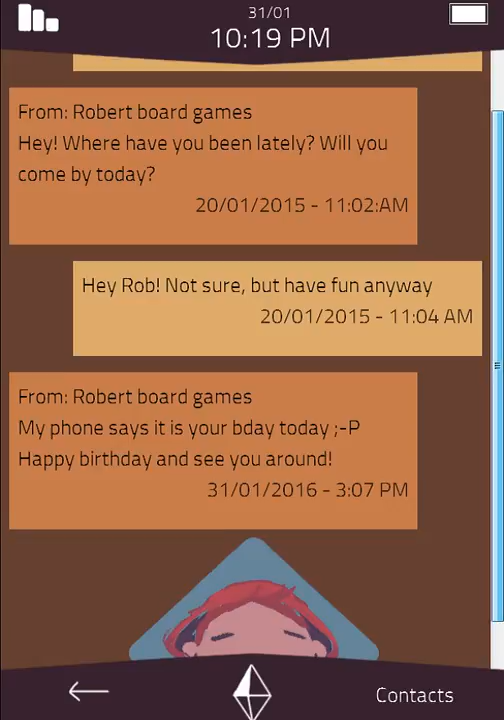 31/01
10:19 PM
From: Robert board games
Hey! Where have you been lately? Will you
come by today?
20/01/2015 - 11:02:AM
Hey Rob! Not sure, but have fun anyway
20/01/2015 - 11:04 AM
From: Robert board games
My phone says it is your bday today ;-P
Happy birthday and see you around!
31/01/2016 - 3:07 PM
Contacts